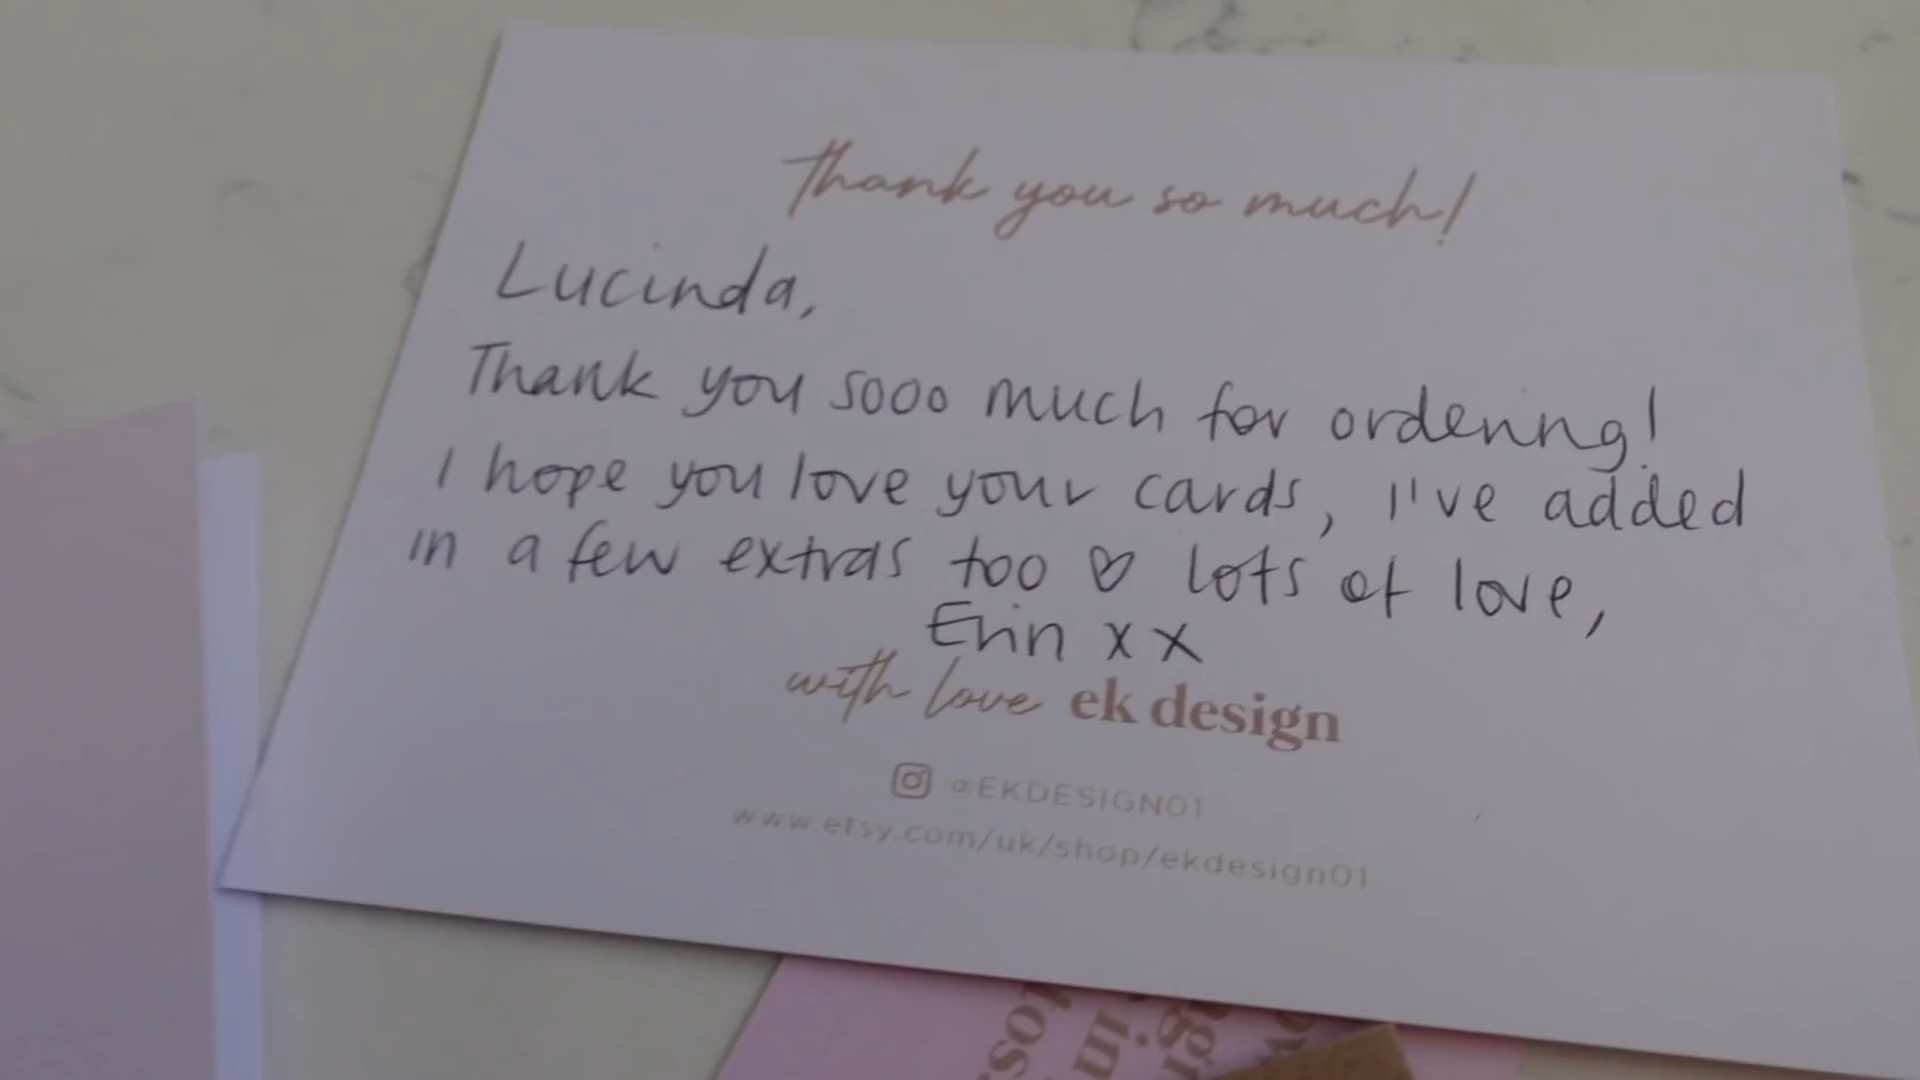 thank you so much!
Lucinda,
Thank you sooo much for ordering!
I hope you love your cards, I've added
in a few extras too ♡ lots of love,
Erin xx
with love ek design
@EKDESIGN01
www.etsy.com/uk/shop/ekdesign01
in